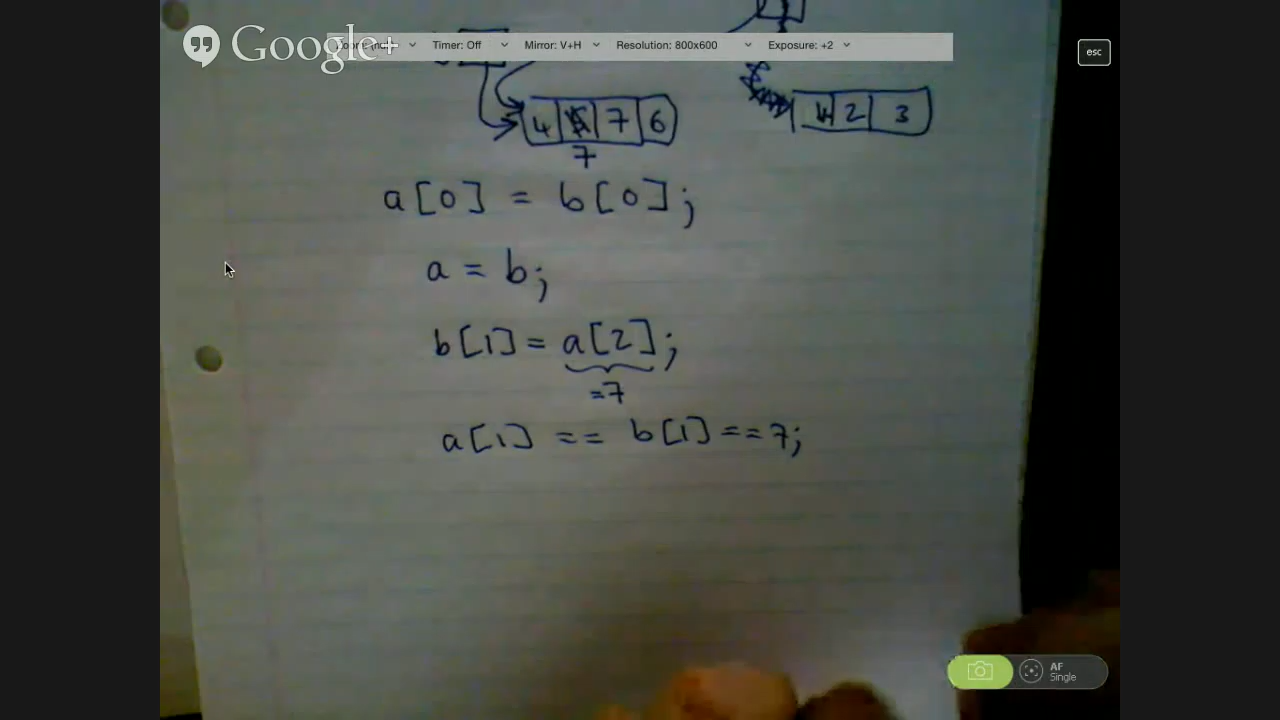 Google+
Timer: Off Mirror: V+H Resolution: 800x600 Exposure: +2
esc
4 7 6 2 3
7
a[0] = b[0];
a = b;
b[1] = a[2];
=7
a[1] == b[1]==7;
AF
Single